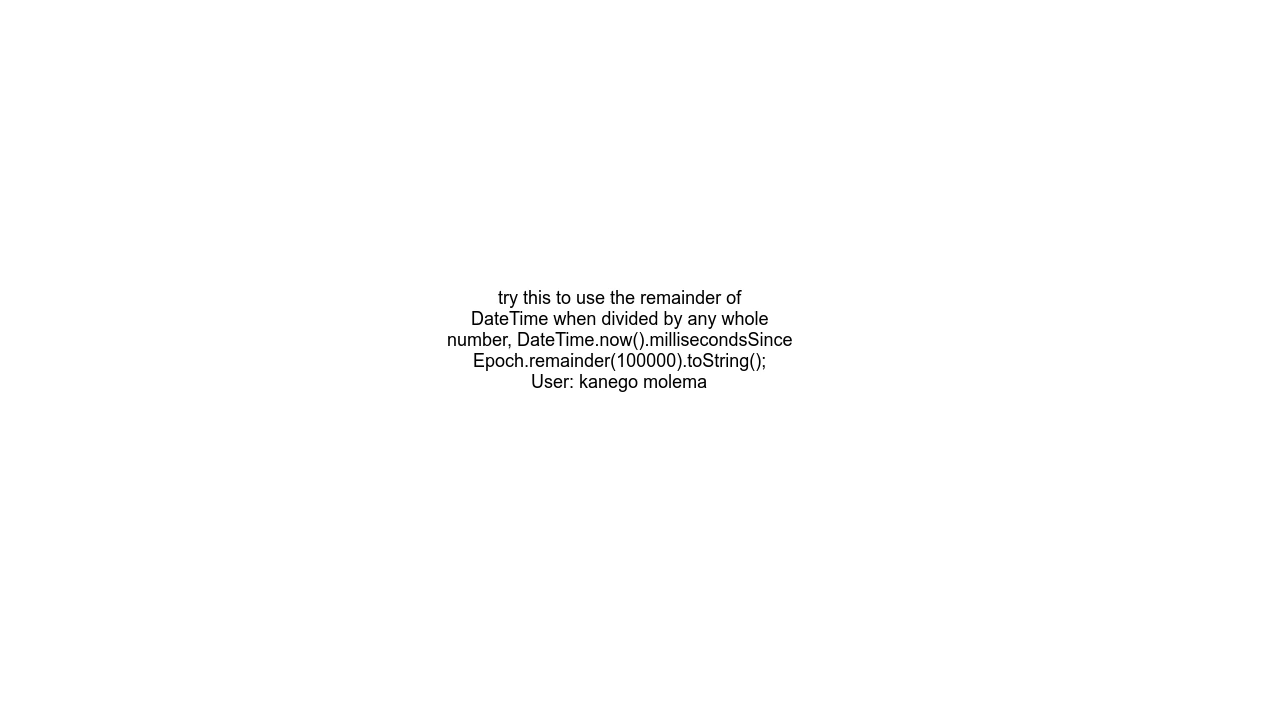 try this to use the remainder of
DateTime when divided by any whole
number, DateTime.now().millisecondsSince
Epoch.remainder(100000).toString();
User: kanego molema